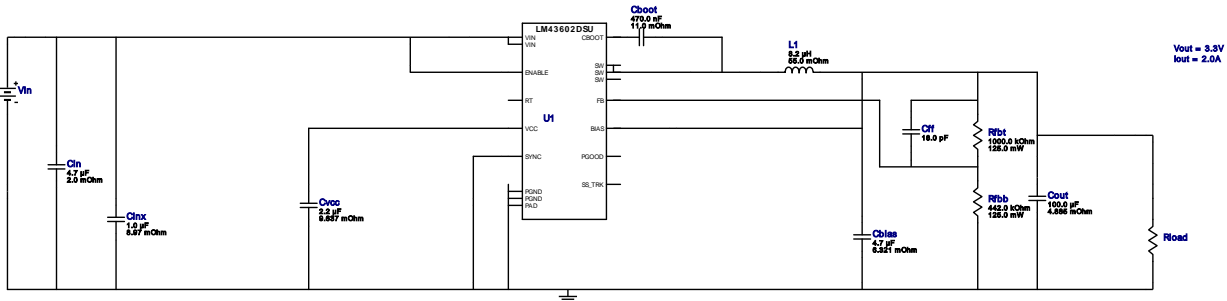 Cboot
470.0 nF
11.0 mOhm
LM43602DSU
VIN
VIN
CBOOT
ENABLE
SW
SW
SW
RT
FB
U1
VCC
BIAS
SYNC
PGOOD
SS_TRK
PGND
PGND
PAD
L1
8.2 µH
55.0 mOhm
Vout = 3.3V
Iout = 2.0A
+
Vin
-
Cff
18.0 pF
Rfbt
1000.0 kOhm
125.0 mW
Cin
4.7 µF
2.0 mOhm
Cinx
1.0 µF
8.97 mOhm
Cvcc
2.2 µF
9.837 mOhm
Rfbb
442.0 kOhm
125.0 mW
Cout
100.0 µF
4.885 mOhm
Cbias
4.7 µF
6.321 mOhm
Rload